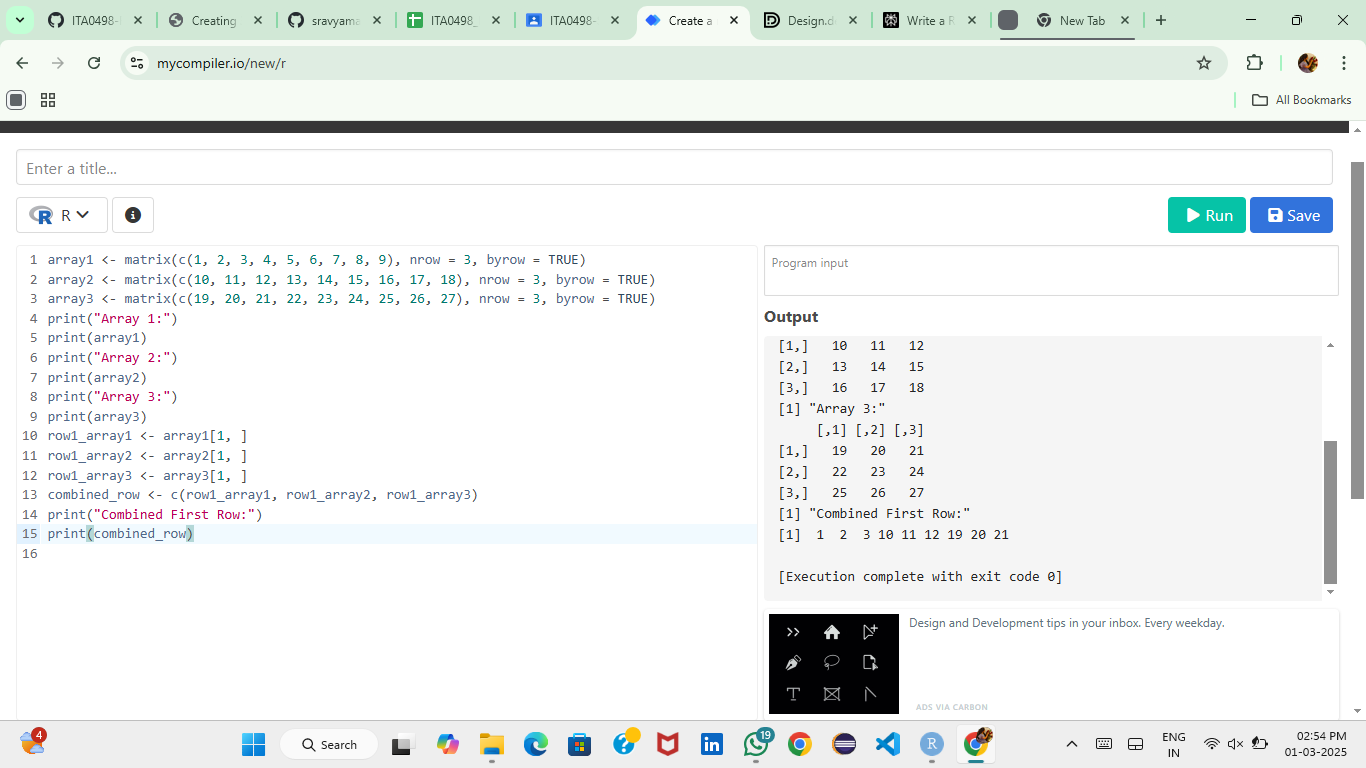 ITA0498-
Creating
sravyama
ITA0498_
ITA0498-
Create a
Design.d
Write a R
New Tab
mycompiler.io/new/r
All Bookmarks
Enter a title...
R
Run
Save
1 array1 <- matrix(c(1, 2, 3, 4, 5, 6, 7, 8, 9), nrow = 3, byrow = TRUE)
2 array2 <- matrix(c(10, 11, 12, 13, 14, 15, 16, 17, 18), nrow = 3, byrow = TRUE)
3 array3 <- matrix(c(19, 20, 21, 22, 23, 24, 25, 26, 27), nrow = 3, byrow = TRUE)
4 print("Array 1:")
5 print(array1)
6 print("Array 2:")
7 print(array2)
8 print("Array 3:")
9 print(array3)
10 row1_array1 <- array1[1, ]
11 row1_array2 <- array2[1, ]
12 row1_array3 <- array3[1, ]
13 combined_row <- c(row1_array1, row1_array2, row1_array3)
14 print("Combined First Row:")
15 print(combined_row)
16
Program input
Output
[1,]   10   11   12
[2,]   13   14   15
[3,]   16   17   18
[1] "Array 3:"
     [,1] [,2] [,3]
[1,]   19   20   21
[2,]   22   23   24
[3,]   25   26   27
[1] "Combined First Row:"
[1]  1  2  3 10 11 12 19 20 21
[Execution complete with exit code 0]
Design and Development tips in your inbox. Every weekday.
ADS VIA CARBON
4
Search
19
ENG
IN
02:54 PM
01-03-2025